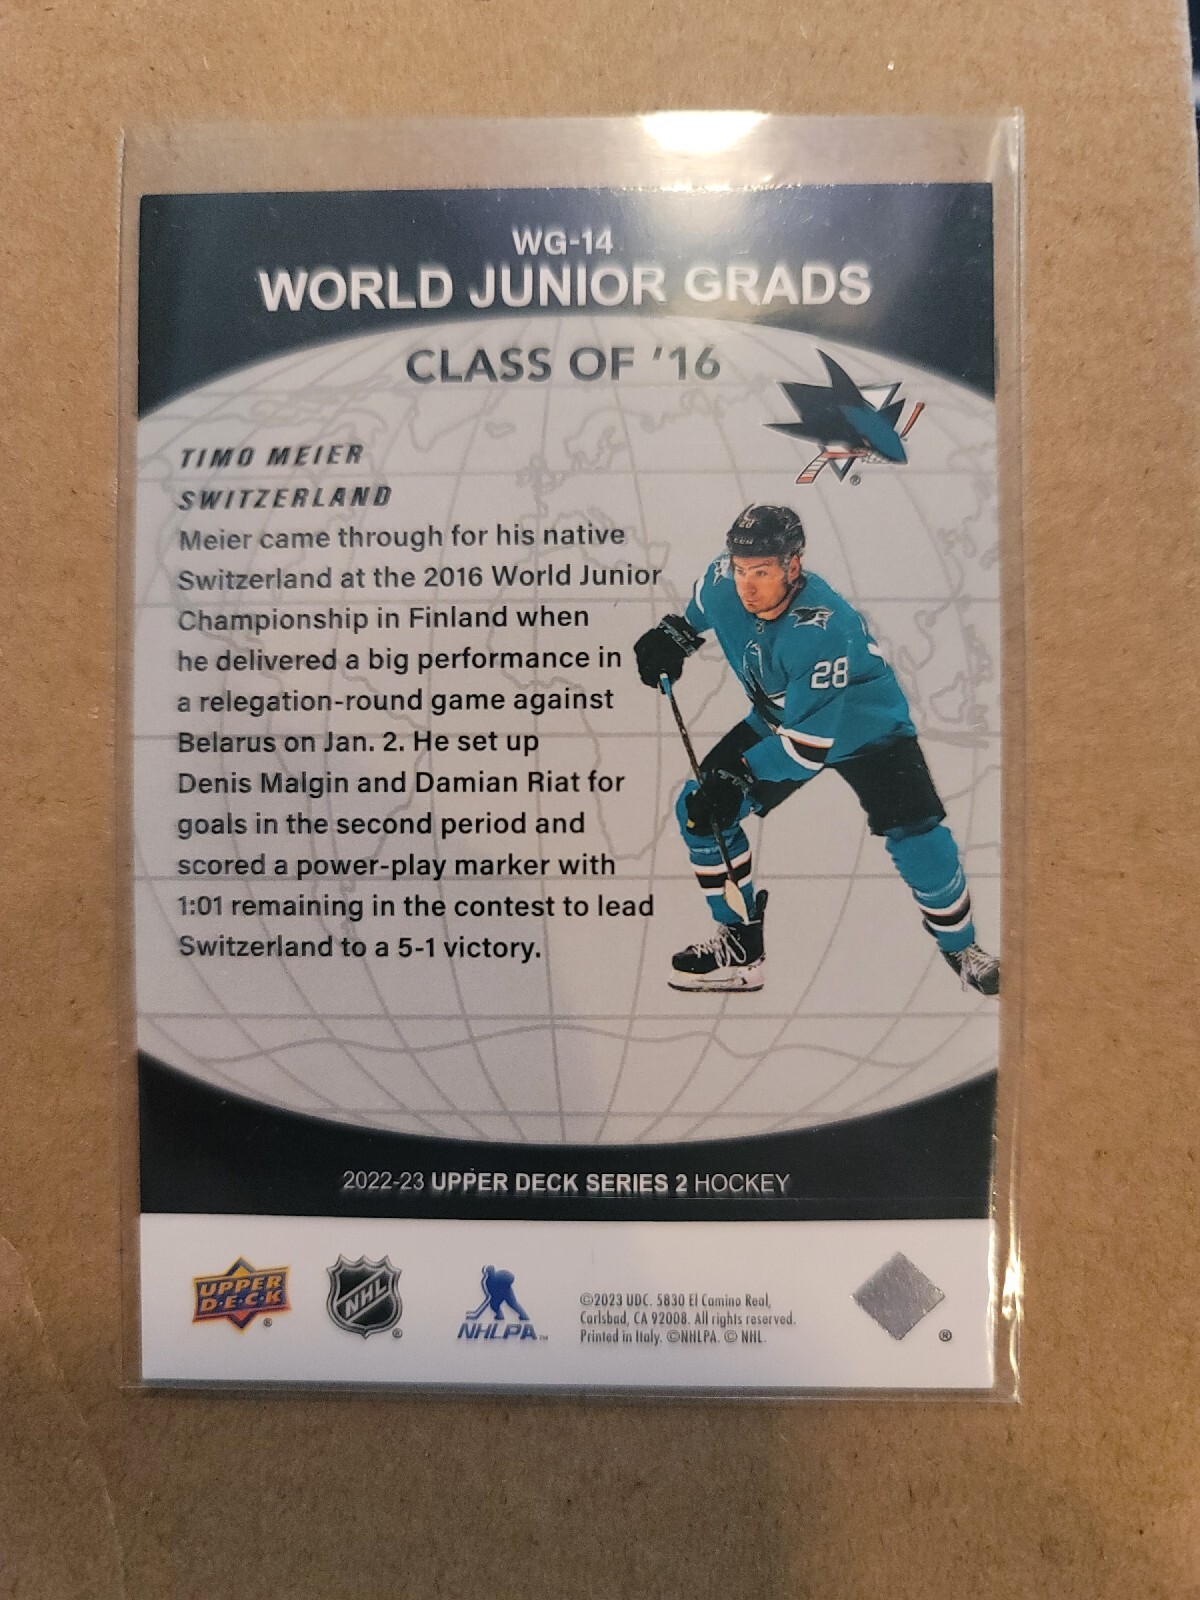 WG-14
WORLD JUNIOR GRADS
CLASS OF '16
TIMO MEIER
SWITZERLAND
Meier came through for his native
Switzerland at the 2016 World Junior
Championship in Finland when
he delivered a big performance in
a relegation-round game against
Belarus on Jan. 2. He set up
Denis Malgin and Damian Riat for
goals in the second period and
scored a power-play marker with
1:01 remaining in the contest to lead
Switzerland to a 5-1 victory.
28
28
2022-23 UPPER DECK SERIES 2 HOCKEY
UPPER
D·E·C·K
®
NHL
®
NHLPA™
©2023 UDC. 5830 El Camino Real,
Carlsbad, CA 92008. All rights reserved.
Printed in Italy. ©NHLPA. © NHL.
®